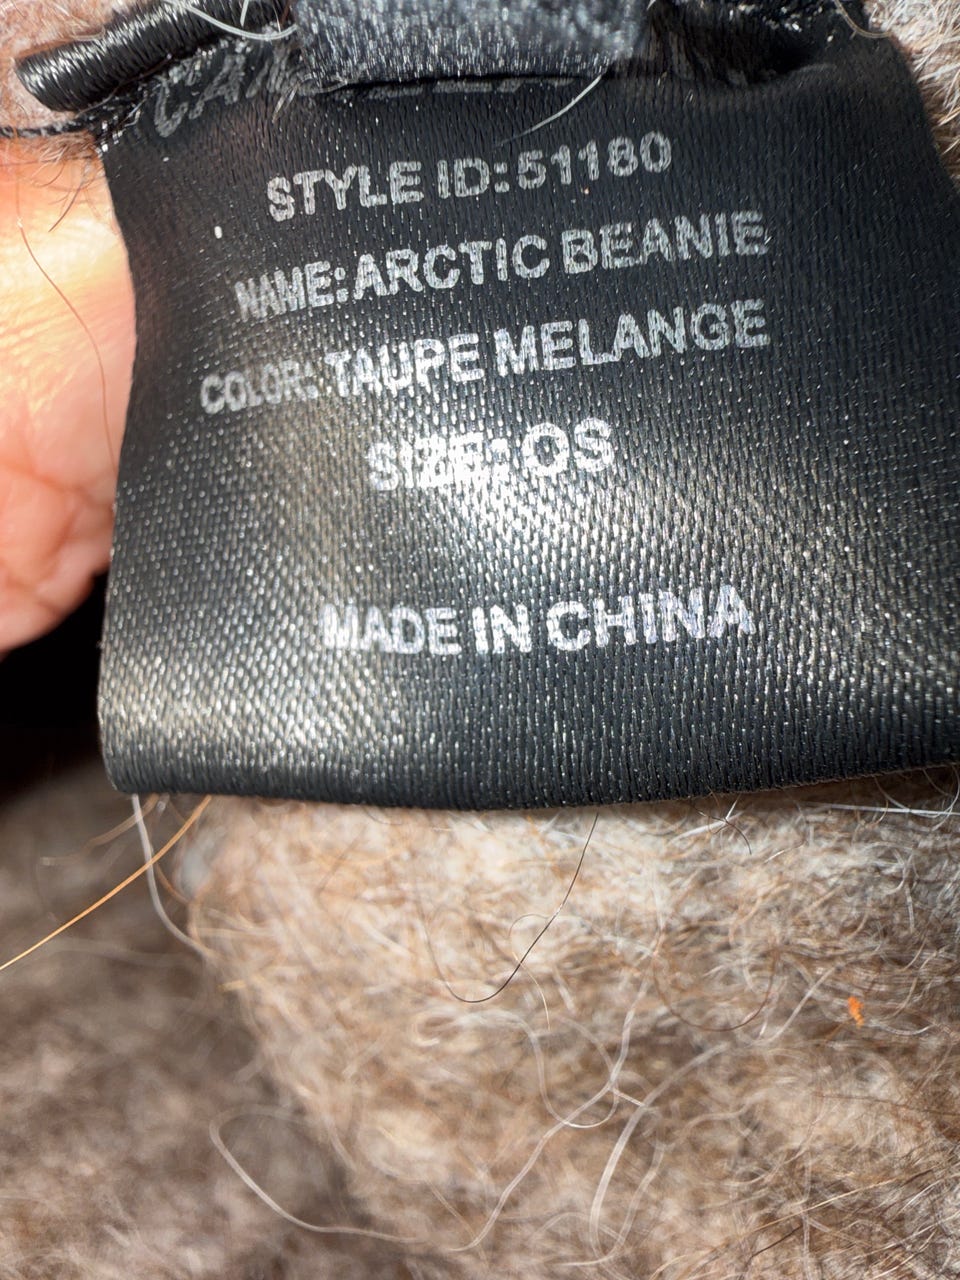 STYLE ID:51180
NAME:ARCTIC BEANIE
COLOR: TAUPE MELANGE
SIZE: OS
MADE IN CHINA